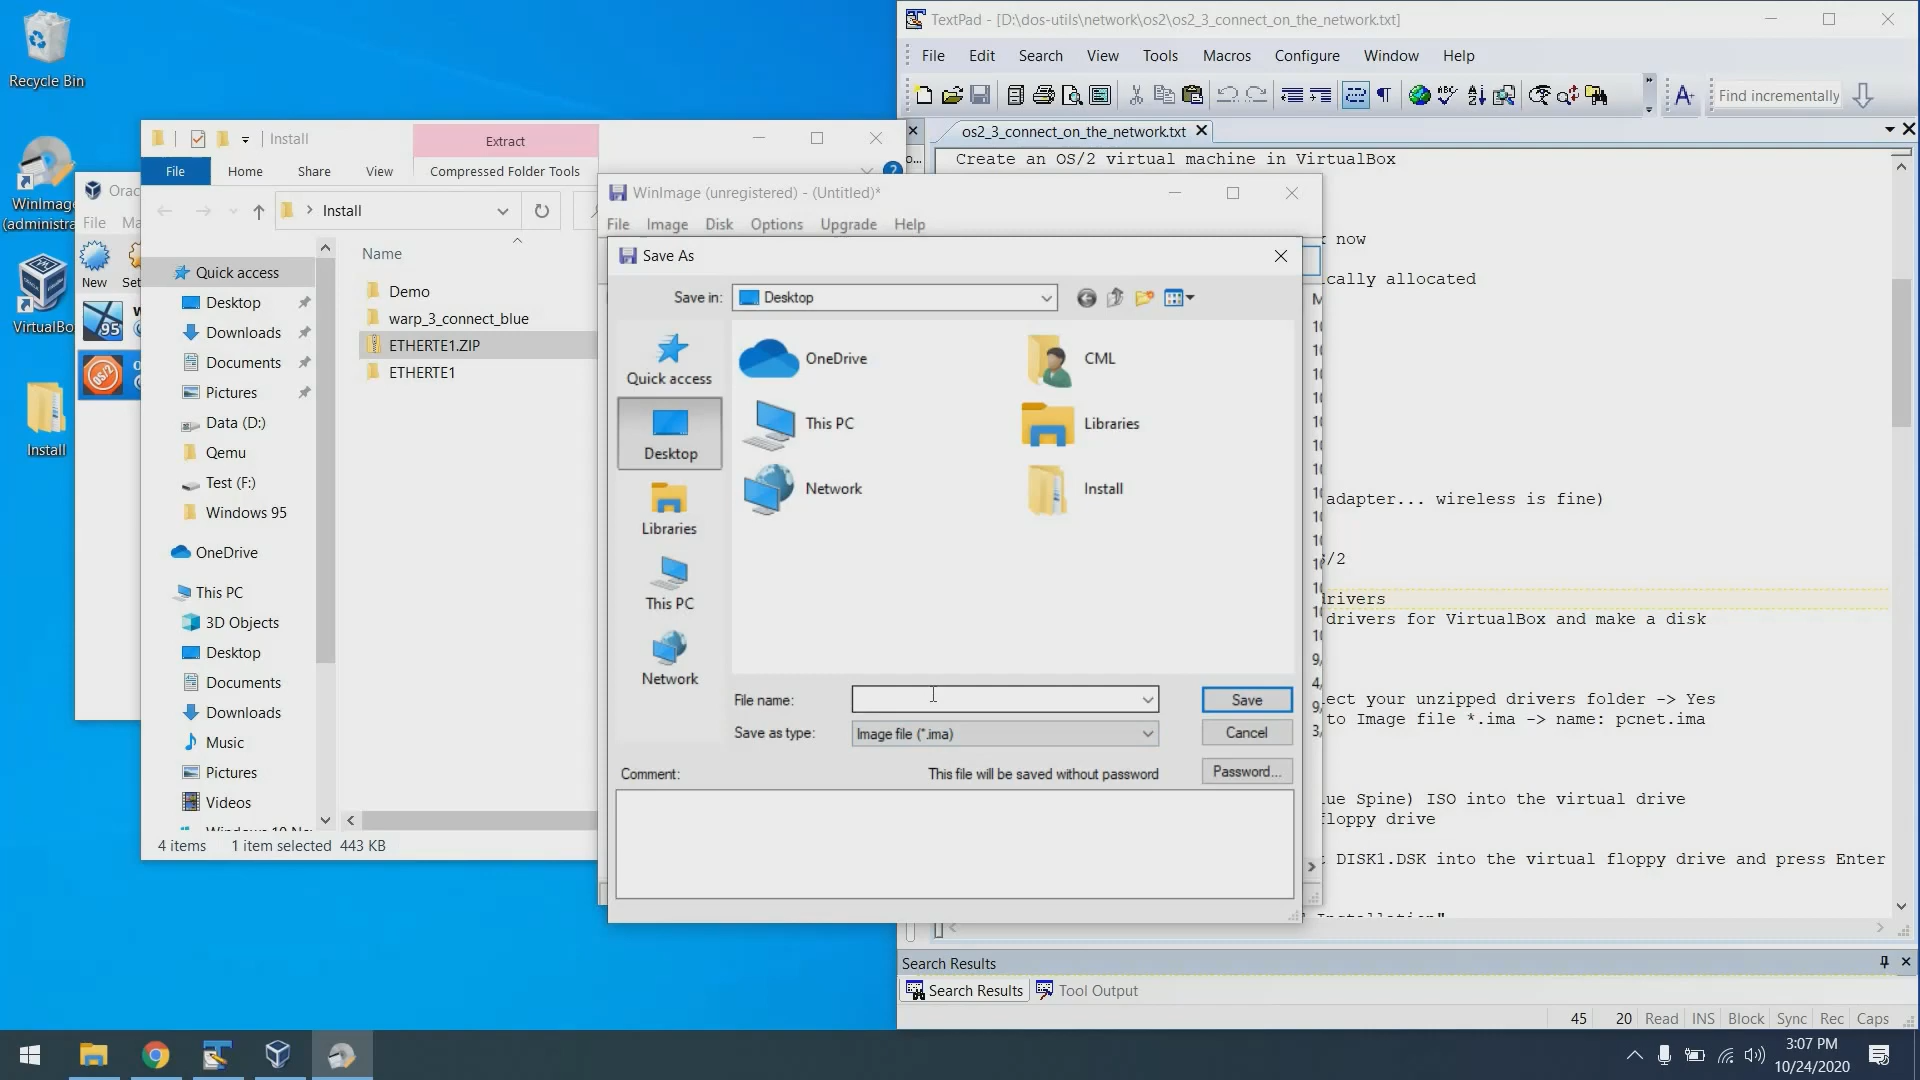 Recycle Bin
WinImage
(administra
VirtualBo
Install
Orac
File
Ma
New
Set
W
95
OS/2
Install
Extract
File
Home
Share
View
Compressed Folder Tools
Install
Quick access
Desktop
Downloads
Documents
Pictures
Data (D:)
Qemu
Test (F:)
Windows 95
OneDrive
This PC
3D Objects
Desktop
Documents
Downloads
Music
Pictures
Videos
Name
Demo
warp_3_connect_blue
ETHERTE1.ZIP
ETHERTE1
4 items
1 item selected 443 KB
WinImage (unregistered) - (Untitled)*
File Image Disk Options Upgrade Help
Save As
Save in:
Desktop
Quick access
Desktop
Libraries
This PC
Network
OneDrive
CML
This PC
Libraries
Network
Install
File name:
Save
Save as type:
Image file (*.ima)
Cancel
Comment:
This file will be saved without password
Password...
TextPad - [D:\dos-utils\network\os2\os2_3_connect_on_the_network.txt]
File Edit Search View Tools Macros Configure Window Help
Find incrementally
os2_3_connect_on_the_network.txt
Create an OS/2 virtual machine in VirtualBox
now
cally allocated
adapter... wireless is fine)
/2
rivers
drivers for VirtualBox and make a disk
ect your unzipped drivers folder -> Yes
to Image file *.ima -> name: pcnet.ima
ue Spine) ISO into the virtual drive
loppy drive
DISK1.DSK into the virtual floppy drive and press Enter
Search Results
Search Results
Tool Output
45 20 Read INS Block Sync Rec Caps
3:07 PM
10/24/2020